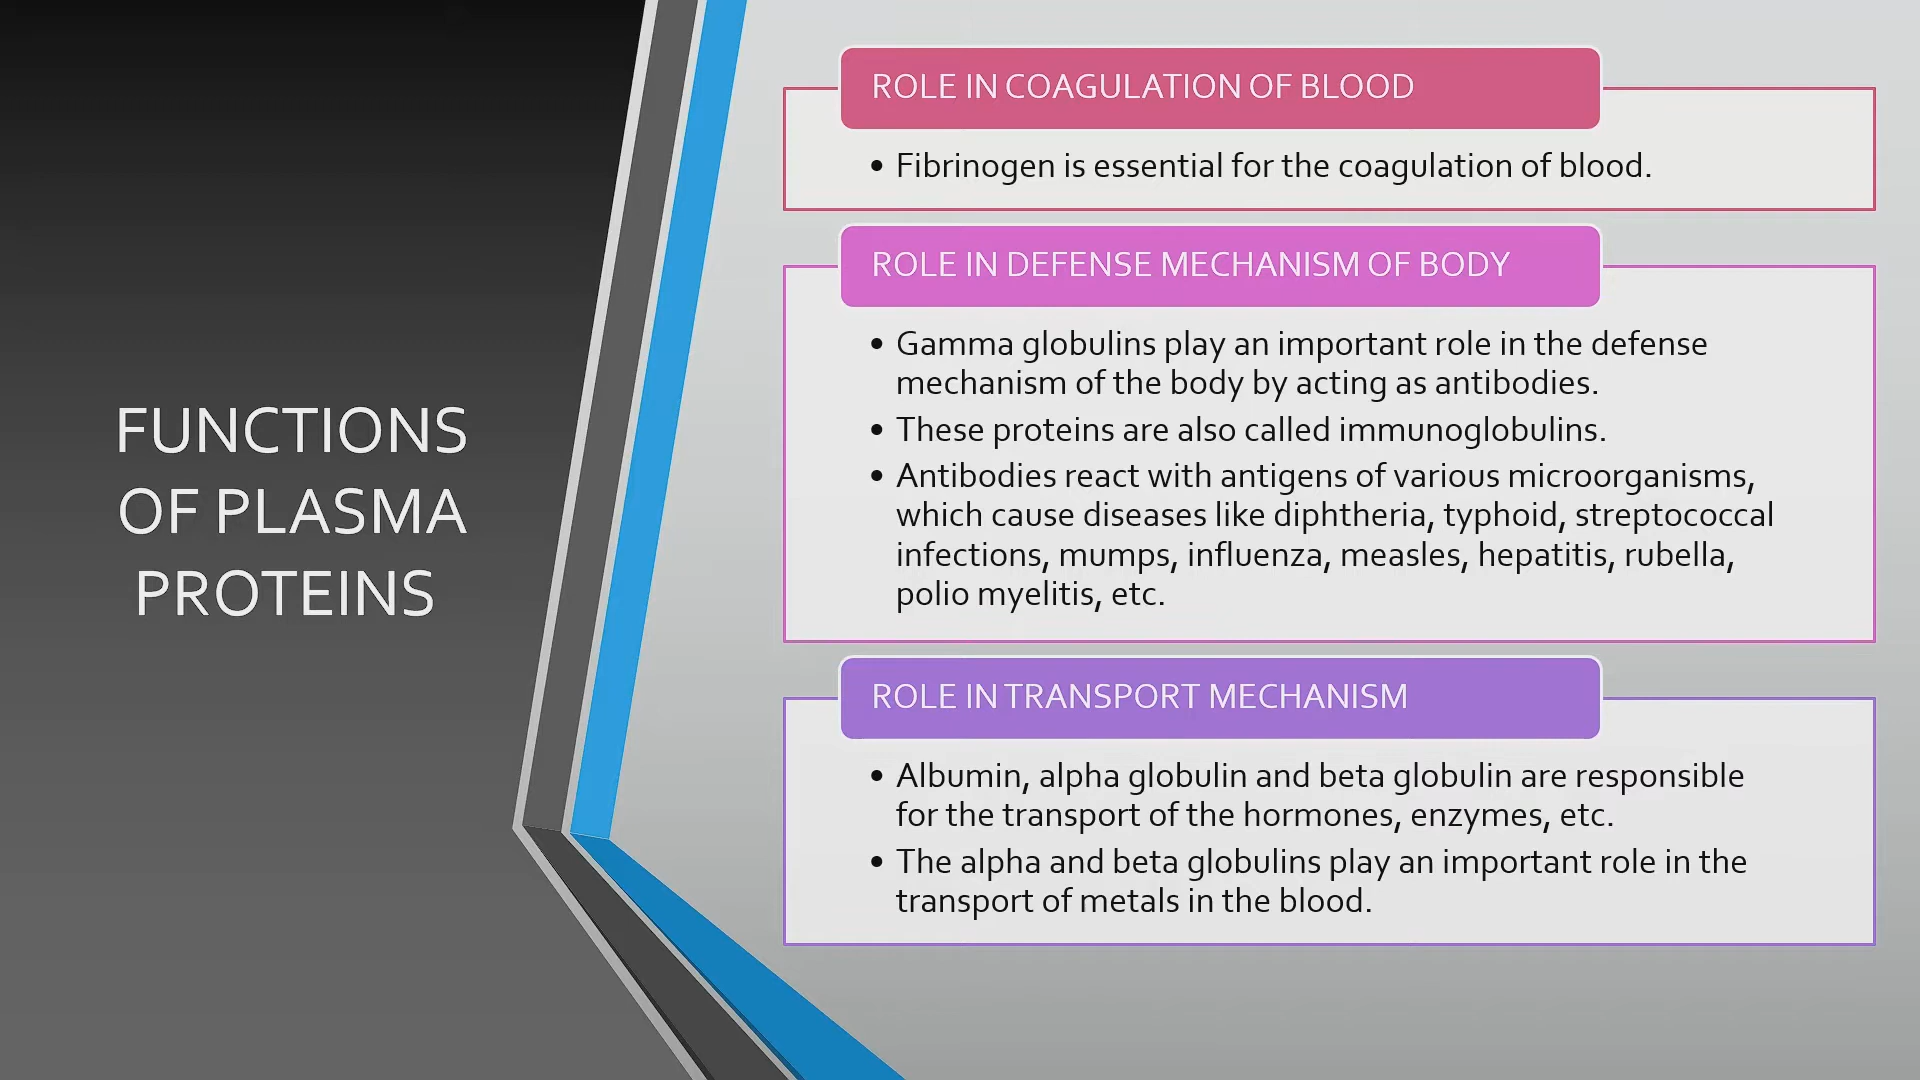 FUNCTIONS
OF PLASMA
PROTEINS
ROLE IN COAGULATION OF BLOOD
• Fibrinogen is essential for the coagulation of blood.
ROLE IN DEFENSE MECHANISM OF BODY
• Gamma globulins play an important role in the defense
mechanism of the body by acting as antibodies.
• These proteins are also called immunoglobulins.
• Antibodies react with antigens of various microorganisms,
which cause diseases like diphtheria, typhoid, streptococcal
infections, mumps, influenza, measles, hepatitis, rubella,
polio myelitis, etc.
ROLE IN TRANSPORT MECHANISM
• Albumin, alpha globulin and beta globulin are responsible
for the transport of the hormones, enzymes, etc.
• The alpha and beta globulins play an important role in the
transport of metals in the blood.